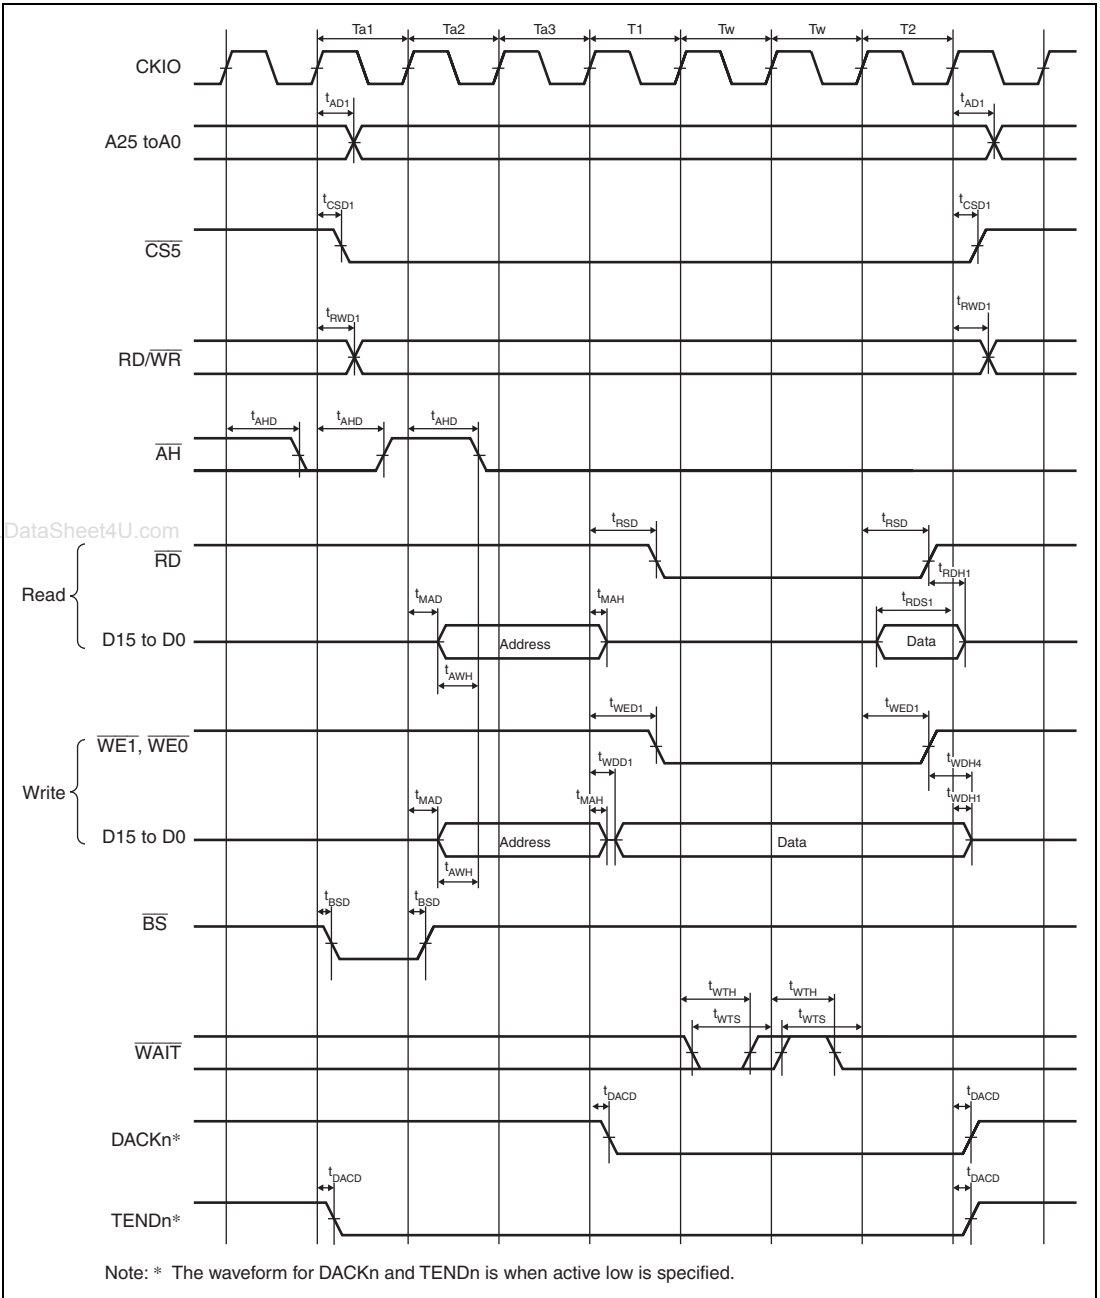 Ta1 Ta2 Ta3 T1 Tw Tw T2
CKIO
tAD1 tAD1
A25 toA0
tCSD1 tCSD1
CS5
tRWD1 tRWD1
RD/WR
tAHD tAHD tAHD
AH
DataSheet4U.com
tRSD tRSD
RD
tRDH1
Read
tMAD tMAH tRDS1
D15 to D0 Address Data
tAWH
tWED1 tWED1
WE1, WE0
tWDD1 tWDH4
Write
tMAD tMAH tWDH1
D15 to D0 Address Data
tAWH
tBSD tBSD
BS
tWTH tWTH
tWTS tWTS
WAIT
tDACD tDACD
DACKn*
tDACD tDACD
TENDn*
Note: * The waveform for DACKn and TENDn is when active low is specified.